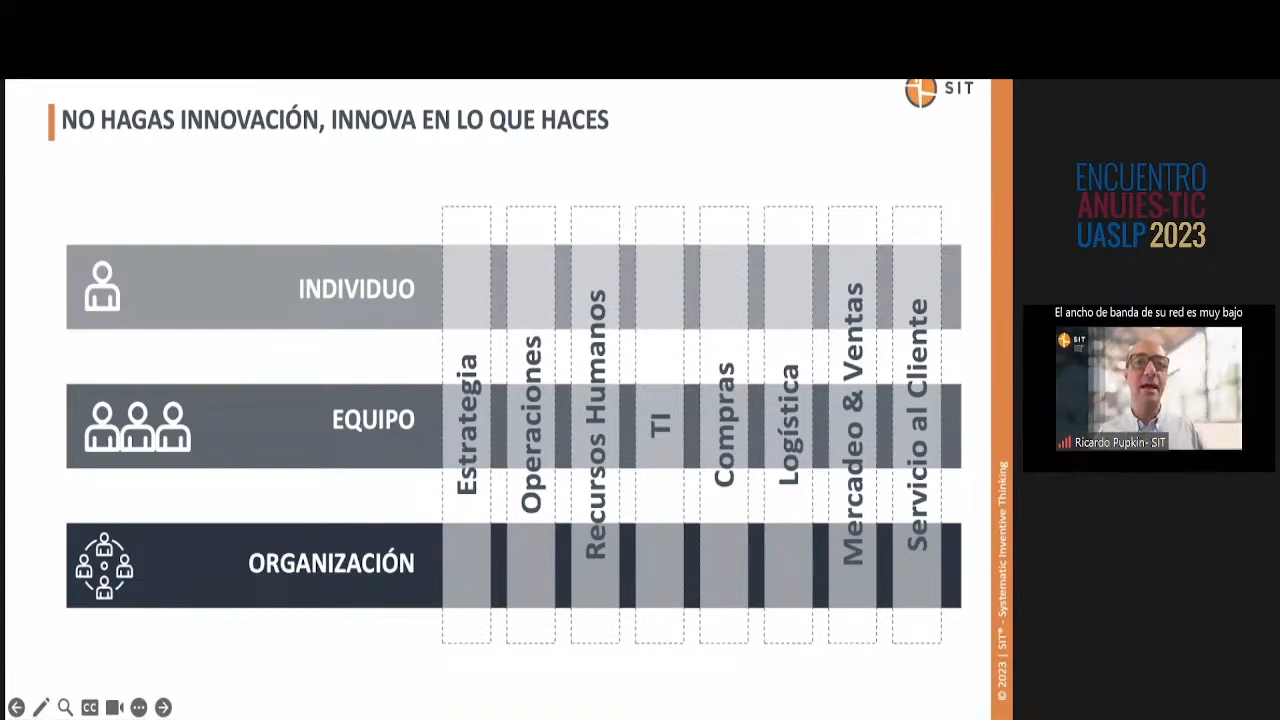 SIT
NO HAGAS INNOVACIÓN, INNOVA EN LO QUE HACES
INDIVIDUO
EQUIPO
ORGANIZACIÓN
Estrategia
Operaciones
Recursos Humanos
TI
Compras
Logística
Mercadeo & Ventas
Servicio al Cliente
© 2023 | SIT® - Systematic Inventive Thinking
CC
ENCUENTRO
ANUIES-TIC
UASLP 2023
El ancho de banda de su red es muy bajo
SIT
Ricardo Pupkin- SIT